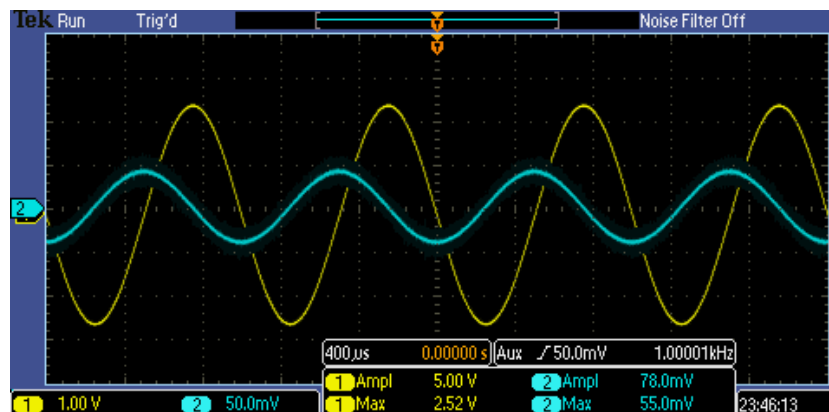 Tek Run Trig'd Noise Filter Off
T
T
2
400µs 0.00000 s Aux 50.0mV 1.00001kHz
1 Ampl 5.00 V 2 Ampl 78.0mV
1 1.00 V 2 50.0mV 1 Max 2.52 V 2 Max 55.0mV 23:46:13